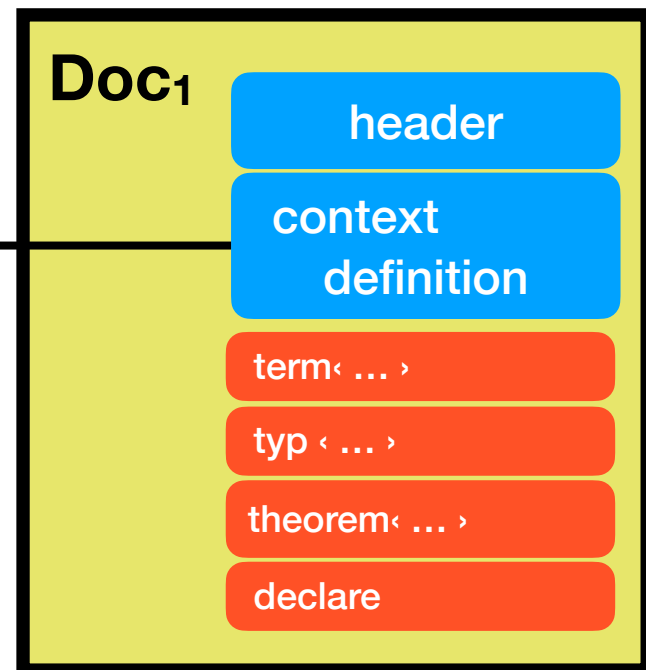 Doc₁
header
context
definition
term‹ … ›
typ ‹ … ›
theorem‹ … ›
declare